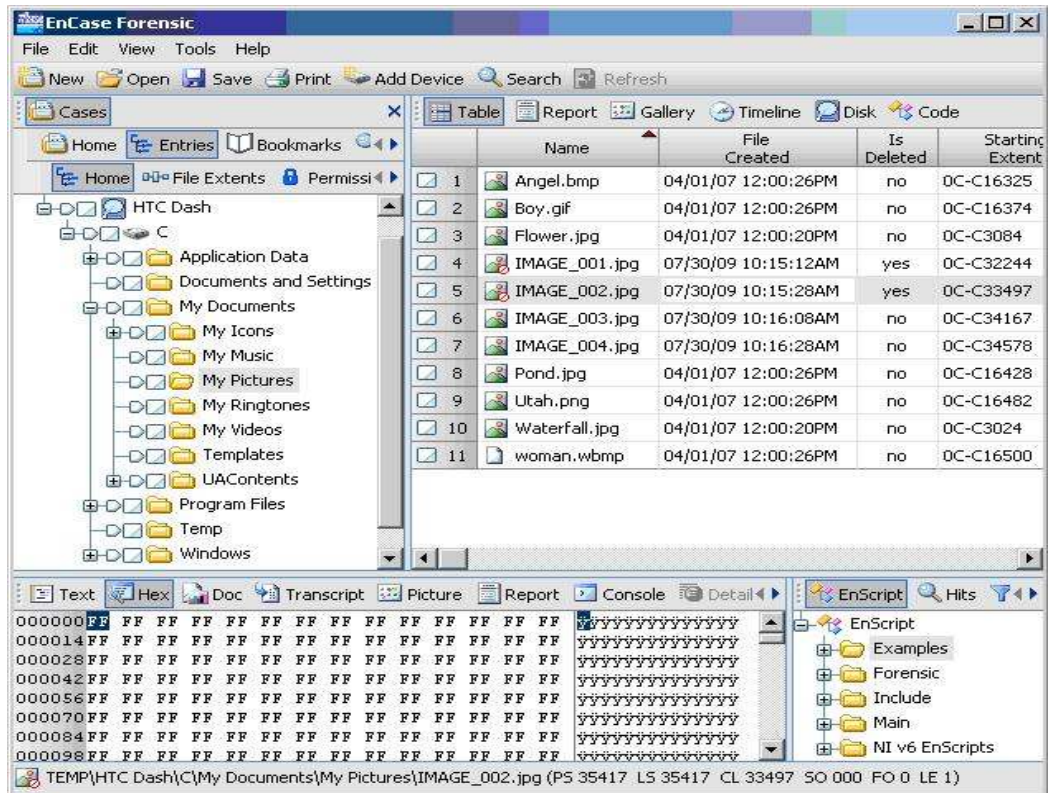 EnCase Forensic
File Edit View Tools Help
New Open Save Print Add Device Search Refresh
Cases
Home Entries Bookmarks
Home File Extents Permissi
HTC Dash
C
Application Data
Documents and Settings
My Documents
My Icons
My Music
My Pictures
My Ringtones
My Videos
Templates
UAContents
Program Files
Temp
Windows
Table Report Gallery Timeline Disk Code
Name File Created Is Deleted Starting Extent
1 Angel.bmp 04/01/07 12:00:26PM no 0C-C16325
2 Boy.gif 04/01/07 12:00:26PM no 0C-C16374
3 Flower.jpg 04/01/07 12:00:20PM no 0C-C3084
4 IMAGE_001.jpg 07/30/09 10:15:12AM yes 0C-C32244
5 IMAGE_002.jpg 07/30/09 10:15:28AM yes 0C-C33497
6 IMAGE_003.jpg 07/30/09 10:16:08AM no 0C-C34167
7 IMAGE_004.jpg 07/30/09 10:16:28AM no 0C-C34578
8 Pond.jpg 04/01/07 12:00:26PM no 0C-C16428
9 Utah.png 04/01/07 12:00:26PM no 0C-C16482
10 Waterfall.jpg 04/01/07 12:00:20PM no 0C-C3024
11 woman.wbmp 04/01/07 12:00:26PM no 0C-C16500
Text Hex Doc Transcript Picture Report Console Detail
000000 FF FF FF FF FF FF FF FF FF FF FF FF FF FF ÿÿÿÿÿÿÿÿÿÿÿÿÿÿ
000014 FF FF FF FF FF FF FF FF FF FF FF FF FF FF ÿÿÿÿÿÿÿÿÿÿÿÿÿÿ
000028 FF FF FF FF FF FF FF FF FF FF FF FF FF FF ÿÿÿÿÿÿÿÿÿÿÿÿÿÿ
000042 FF FF FF FF FF FF FF FF FF FF FF FF FF FF ÿÿÿÿÿÿÿÿÿÿÿÿÿÿ
000056 FF FF FF FF FF FF FF FF FF FF FF FF FF FF ÿÿÿÿÿÿÿÿÿÿÿÿÿÿ
000070 FF FF FF FF FF FF FF FF FF FF FF FF FF FF ÿÿÿÿÿÿÿÿÿÿÿÿÿÿ
000084 FF FF FF FF FF FF FF FF FF FF FF FF FF FF ÿÿÿÿÿÿÿÿÿÿÿÿÿÿ
000098 FF FF FF FF FF FF FF FF FF FF FF FF FF FF ÿÿÿÿÿÿÿÿÿÿÿÿÿÿ
EnScript Hits
EnScript
Examples
Forensic
Include
Main
NI v6 EnScripts
TEMP\HTC Dash\C\My Documents\My Pictures\IMAGE_002.jpg (PS 35417 LS 35417 CL 33497 SO 000 FO 0 LE 1)